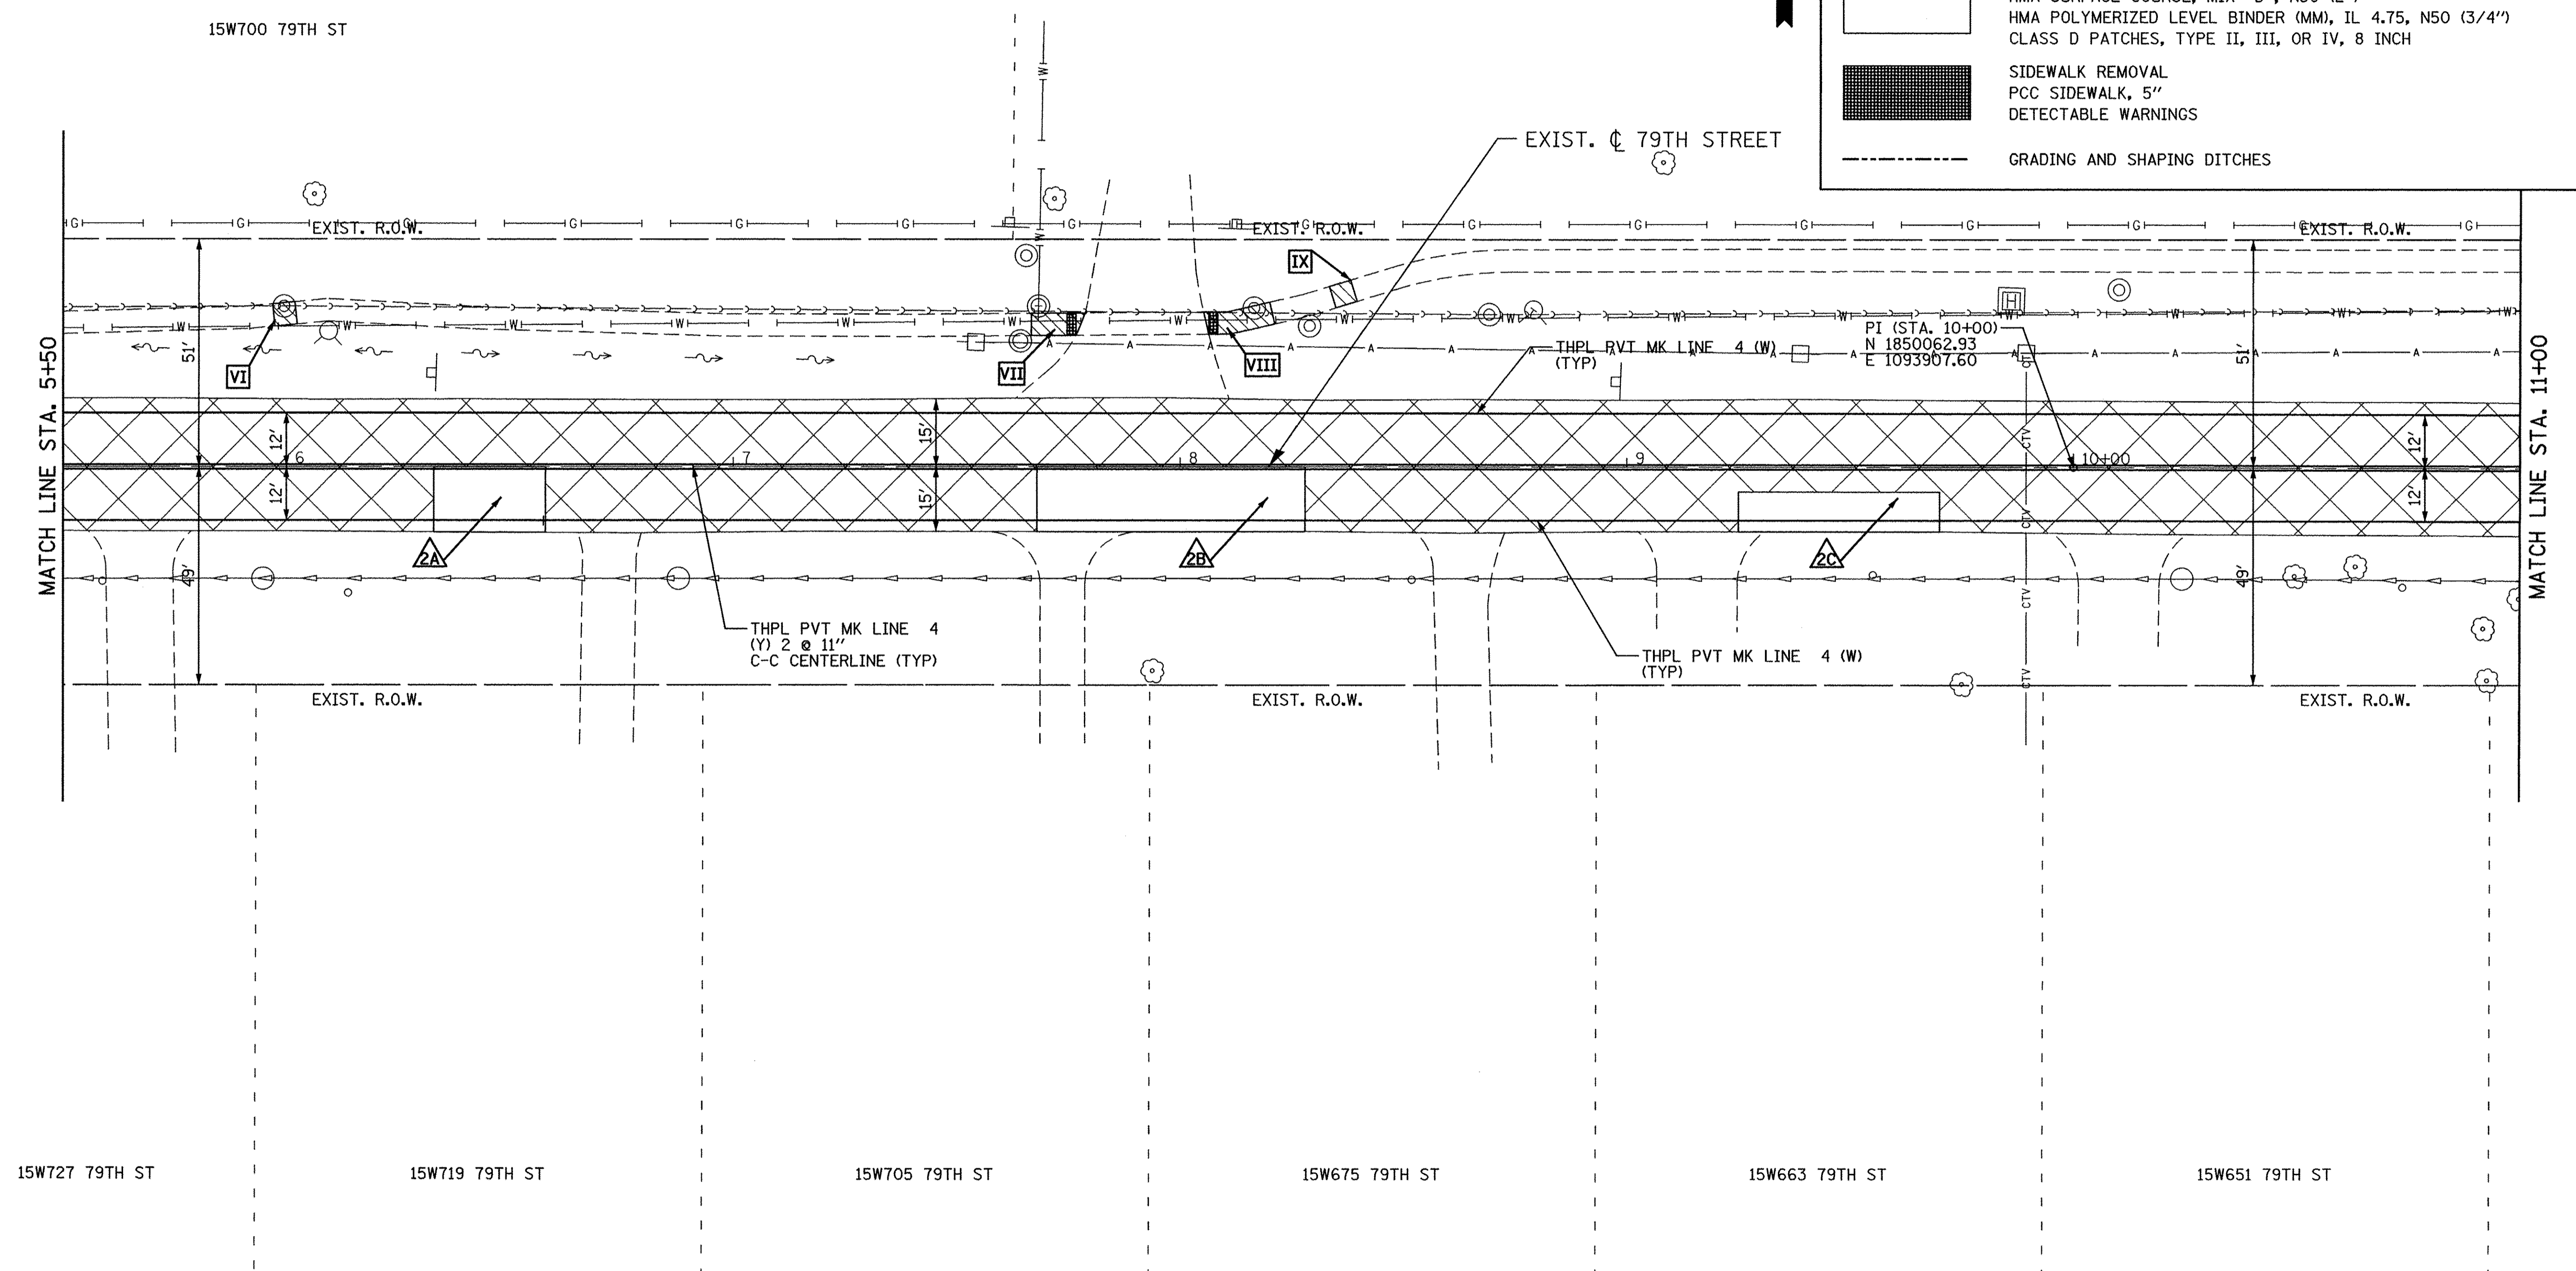 15W700 79TH ST
HMA POLYMERIZED LEVEL BINDER (MM), IL 4.75, N50 (3/4")
CLASS D PATCHES, TYPE II, III, OR IV, 8 INCH
SIDEWALK REMOVAL
PCC SIDEWALK, 5"
DETECTABLE WARNINGS
GRADING AND SHAPING DITCHES
EXIST. ℄ 79TH STREET
EXIST. R.O.W.
EXIST. R.O.W.
EXIST. R.O.W.
IX
VI
VII
VIII
PI (STA. 10+00)
N 1850062.93
E 1093907.60
THPL PVT MK LINE 4 (W)
(TYP)
MATCH LINE STA. 5+50
MATCH LINE STA. 11+00
51'
51'
12'
15'
12'
6
7
8
9
10+00
12'
15'
12'
2A
2B
2C
49'
49'
THPL PVT MK LINE 4
(Y) 2 @ 11"
C-C CENTERLINE (TYP)
THPL PVT MK LINE 4 (W)
(TYP)
CTV
CTV
CTV
CTV
EXIST. R.O.W.
EXIST. R.O.W.
EXIST. R.O.W.
15W727 79TH ST
15W719 79TH ST
15W705 79TH ST
15W675 79TH ST
15W663 79TH ST
15W651 79TH ST